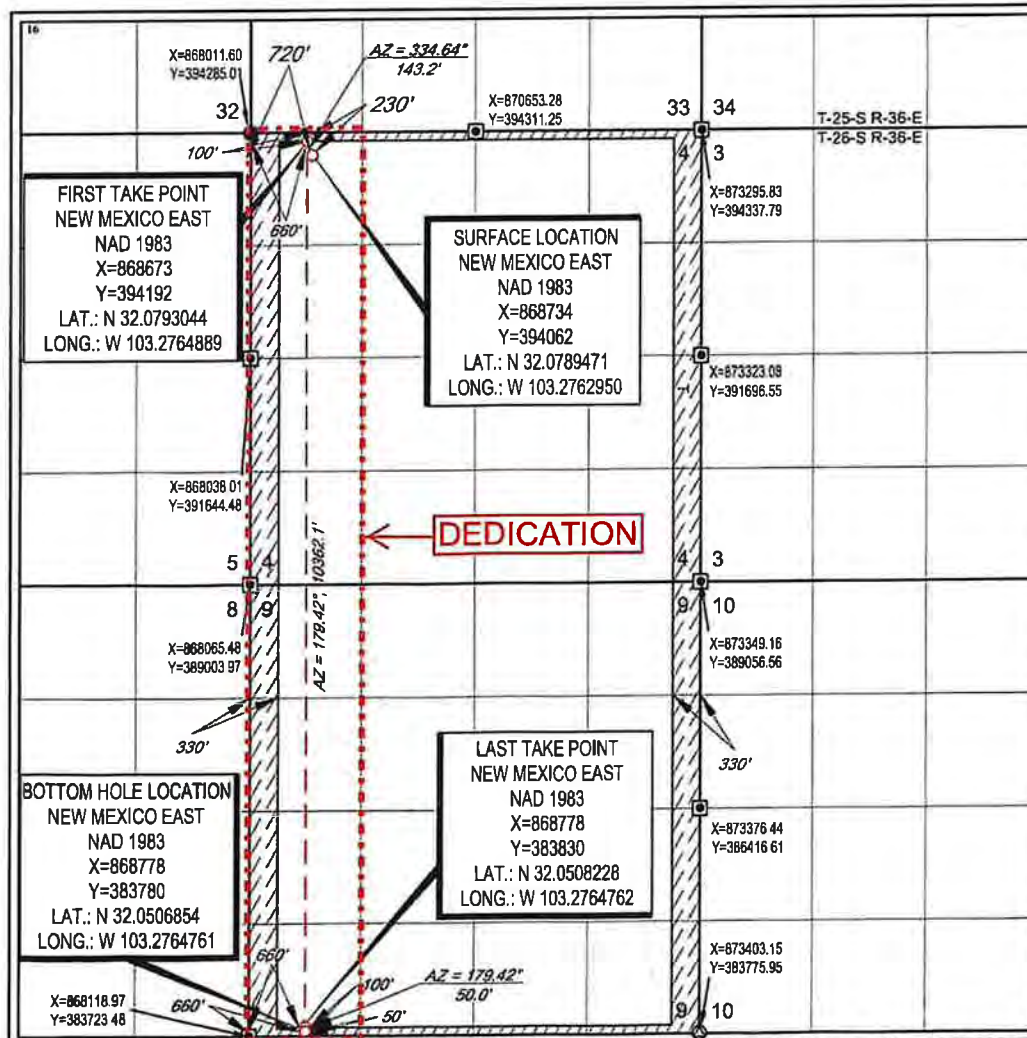 16
X=868011.60
Y=394285.01
720'
AZ = 334.64°
143.2'
230'
X=870653.28
Y=394311.25
32
33
34
T-25-S R-36-E
T-26-S R-36-E
100'
4
3
X=873295.83
Y=394337.79
660'
FIRST TAKE POINT
NEW MEXICO EAST
NAD 1983
X=868673
Y=394192
LAT.: N 32.0793044
LONG.: W 103.2764889
SURFACE LOCATION
NEW MEXICO EAST
NAD 1983
X=868734
Y=394062
LAT.: N 32.0789471
LONG.: W 103.2762950
X=873323.09
Y=391696.55
X=868038.01
Y=391644.48
AZ = 179.42°, 10362.1'
DEDICATION
5
4
4
3
8
9
9
10
X=868065.48
Y=389003.97
X=873349.16
Y=389056.56
330'
330'
BOTTOM HOLE LOCATION
NEW MEXICO EAST
NAD 1983
X=868778
Y=383780
LAT.: N 32.0506854
LONG.: W 103.2764761
LAST TAKE POINT
NEW MEXICO EAST
NAD 1983
X=868778
Y=383830
LAT.: N 32.0508228
LONG.: W 103.2764762
X=873376.44
Y=386416.61
X=873403.15
Y=383775.95
660'
100'
AZ = 179.42°
50.0'
50'
X=868118.97
Y=383723.48
660'
9
10